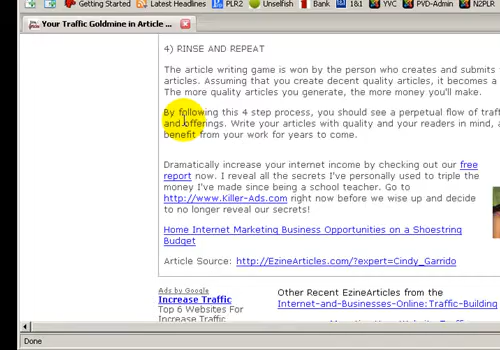 Getting Started Latest Headlines PLR2 Unselfish Bank 1&1 YVC PVD-Admin N2PLR
Your Traffic Goldmine in Article ...
4) RINSE AND REPEAT
The article writing game is won by the person who creates and submits
articles. Assuming that you create decent quality articles, it becomes a
The more quality articles you generate, the more money you'll make.
By following this 4 step process, you should see a perpetual flow of traf
and offerings. Write your articles with quality and your readers in mind,
benefit from your work for years to come.
Dramatically increase your internet income by checking out our free
report now. I reveal all the secrets I've personally used to triple the
money I've made since being a school teacher. Go to
http://www.Killer-Ads.com right now before we wise up and decide
to no longer reveal our secrets!
Home Internet Marketing Business Opportunities on a Shoestring
Budget
Article Source: http://EzineArticles.com/?expert=Cindy_Garrido
Ads by Google
Increase Traffic
Top 6 Websites For
Increase Traffic
Other Recent EzineArticles from the
Internet-and-Businesses-Online:Traffic-Building
Done